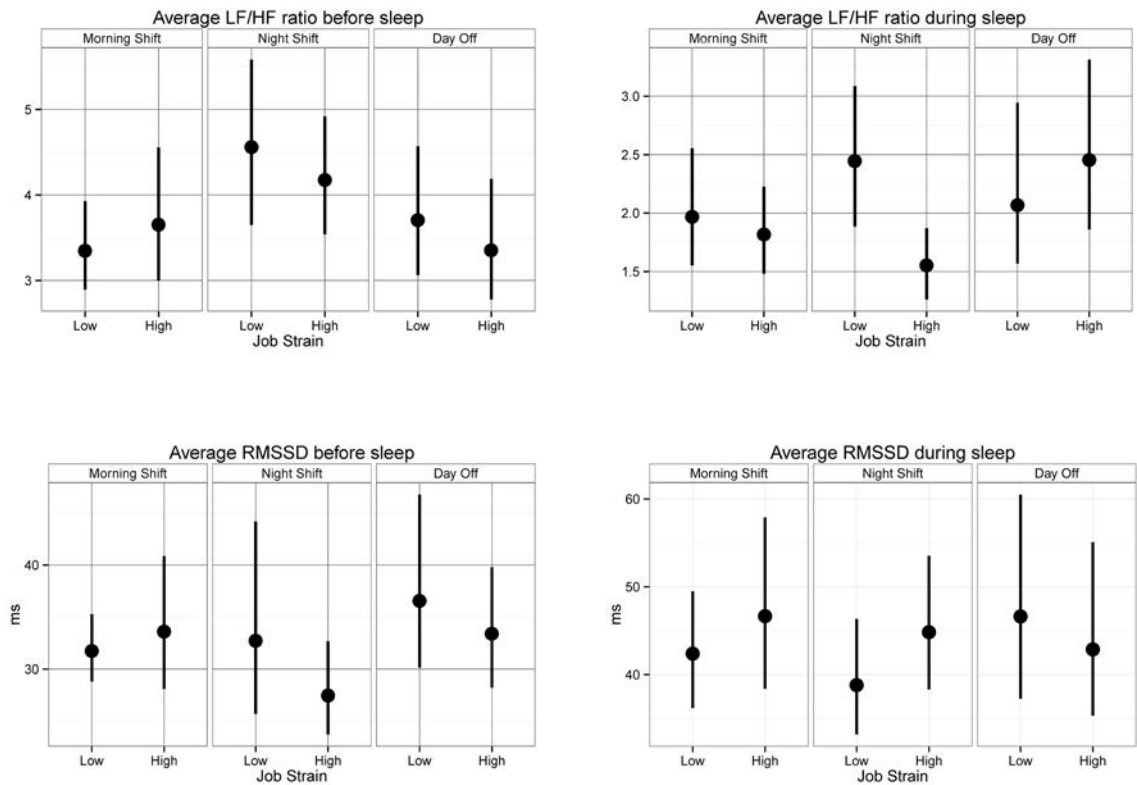 Average LF/HF ratio before sleep
Morning Shift Night Shift Day Off
5
4
3
Low High Low High Low High
Job Strain
Average LF/HF ratio during sleep
Morning Shift Night Shift Day Off
3.0
2.5
2.0
1.5
Low High Low High Low High
Job Strain
Average RMSSD before sleep
Morning Shift Night Shift Day Off
40
30
ms
Low High Low High Low High
Job Strain
Average RMSSD during sleep
Morning Shift Night Shift Day Off
60
50
40
ms
Low High Low High Low High
Job Strain